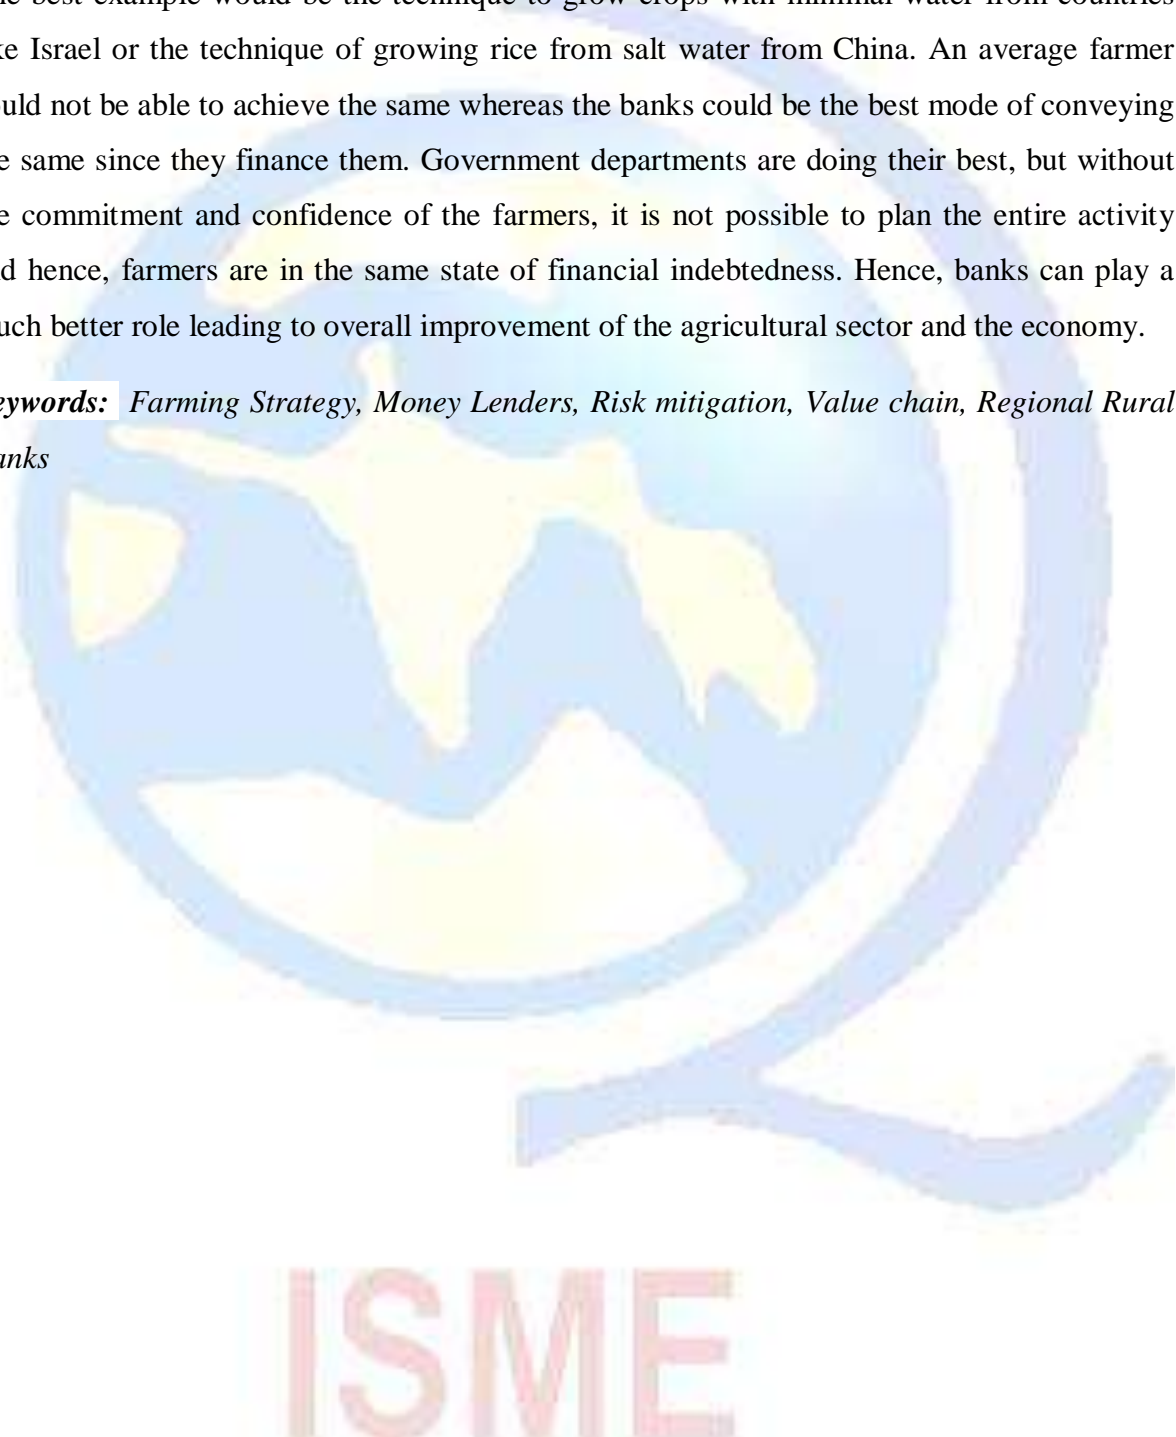 ne best example would be the technique to grow crops with minimal water from countries
ke Israel or the technique of growing rice from salt water from China. An average farmer
ould not be able to achieve the same whereas the banks could be the best mode of conveying
e same since they finance them. Government departments are doing their best, but without
e commitment and confidence of the farmers, it is not possible to plan the entire activity
d hence, farmers are in the same state of financial indebtedness. Hence, banks can play a
uch better role leading to overall improvement of the agricultural sector and the economy.
eywords: Farming Strategy, Money Lenders, Risk mitigation, Value chain, Regional Rural
anks
ISME